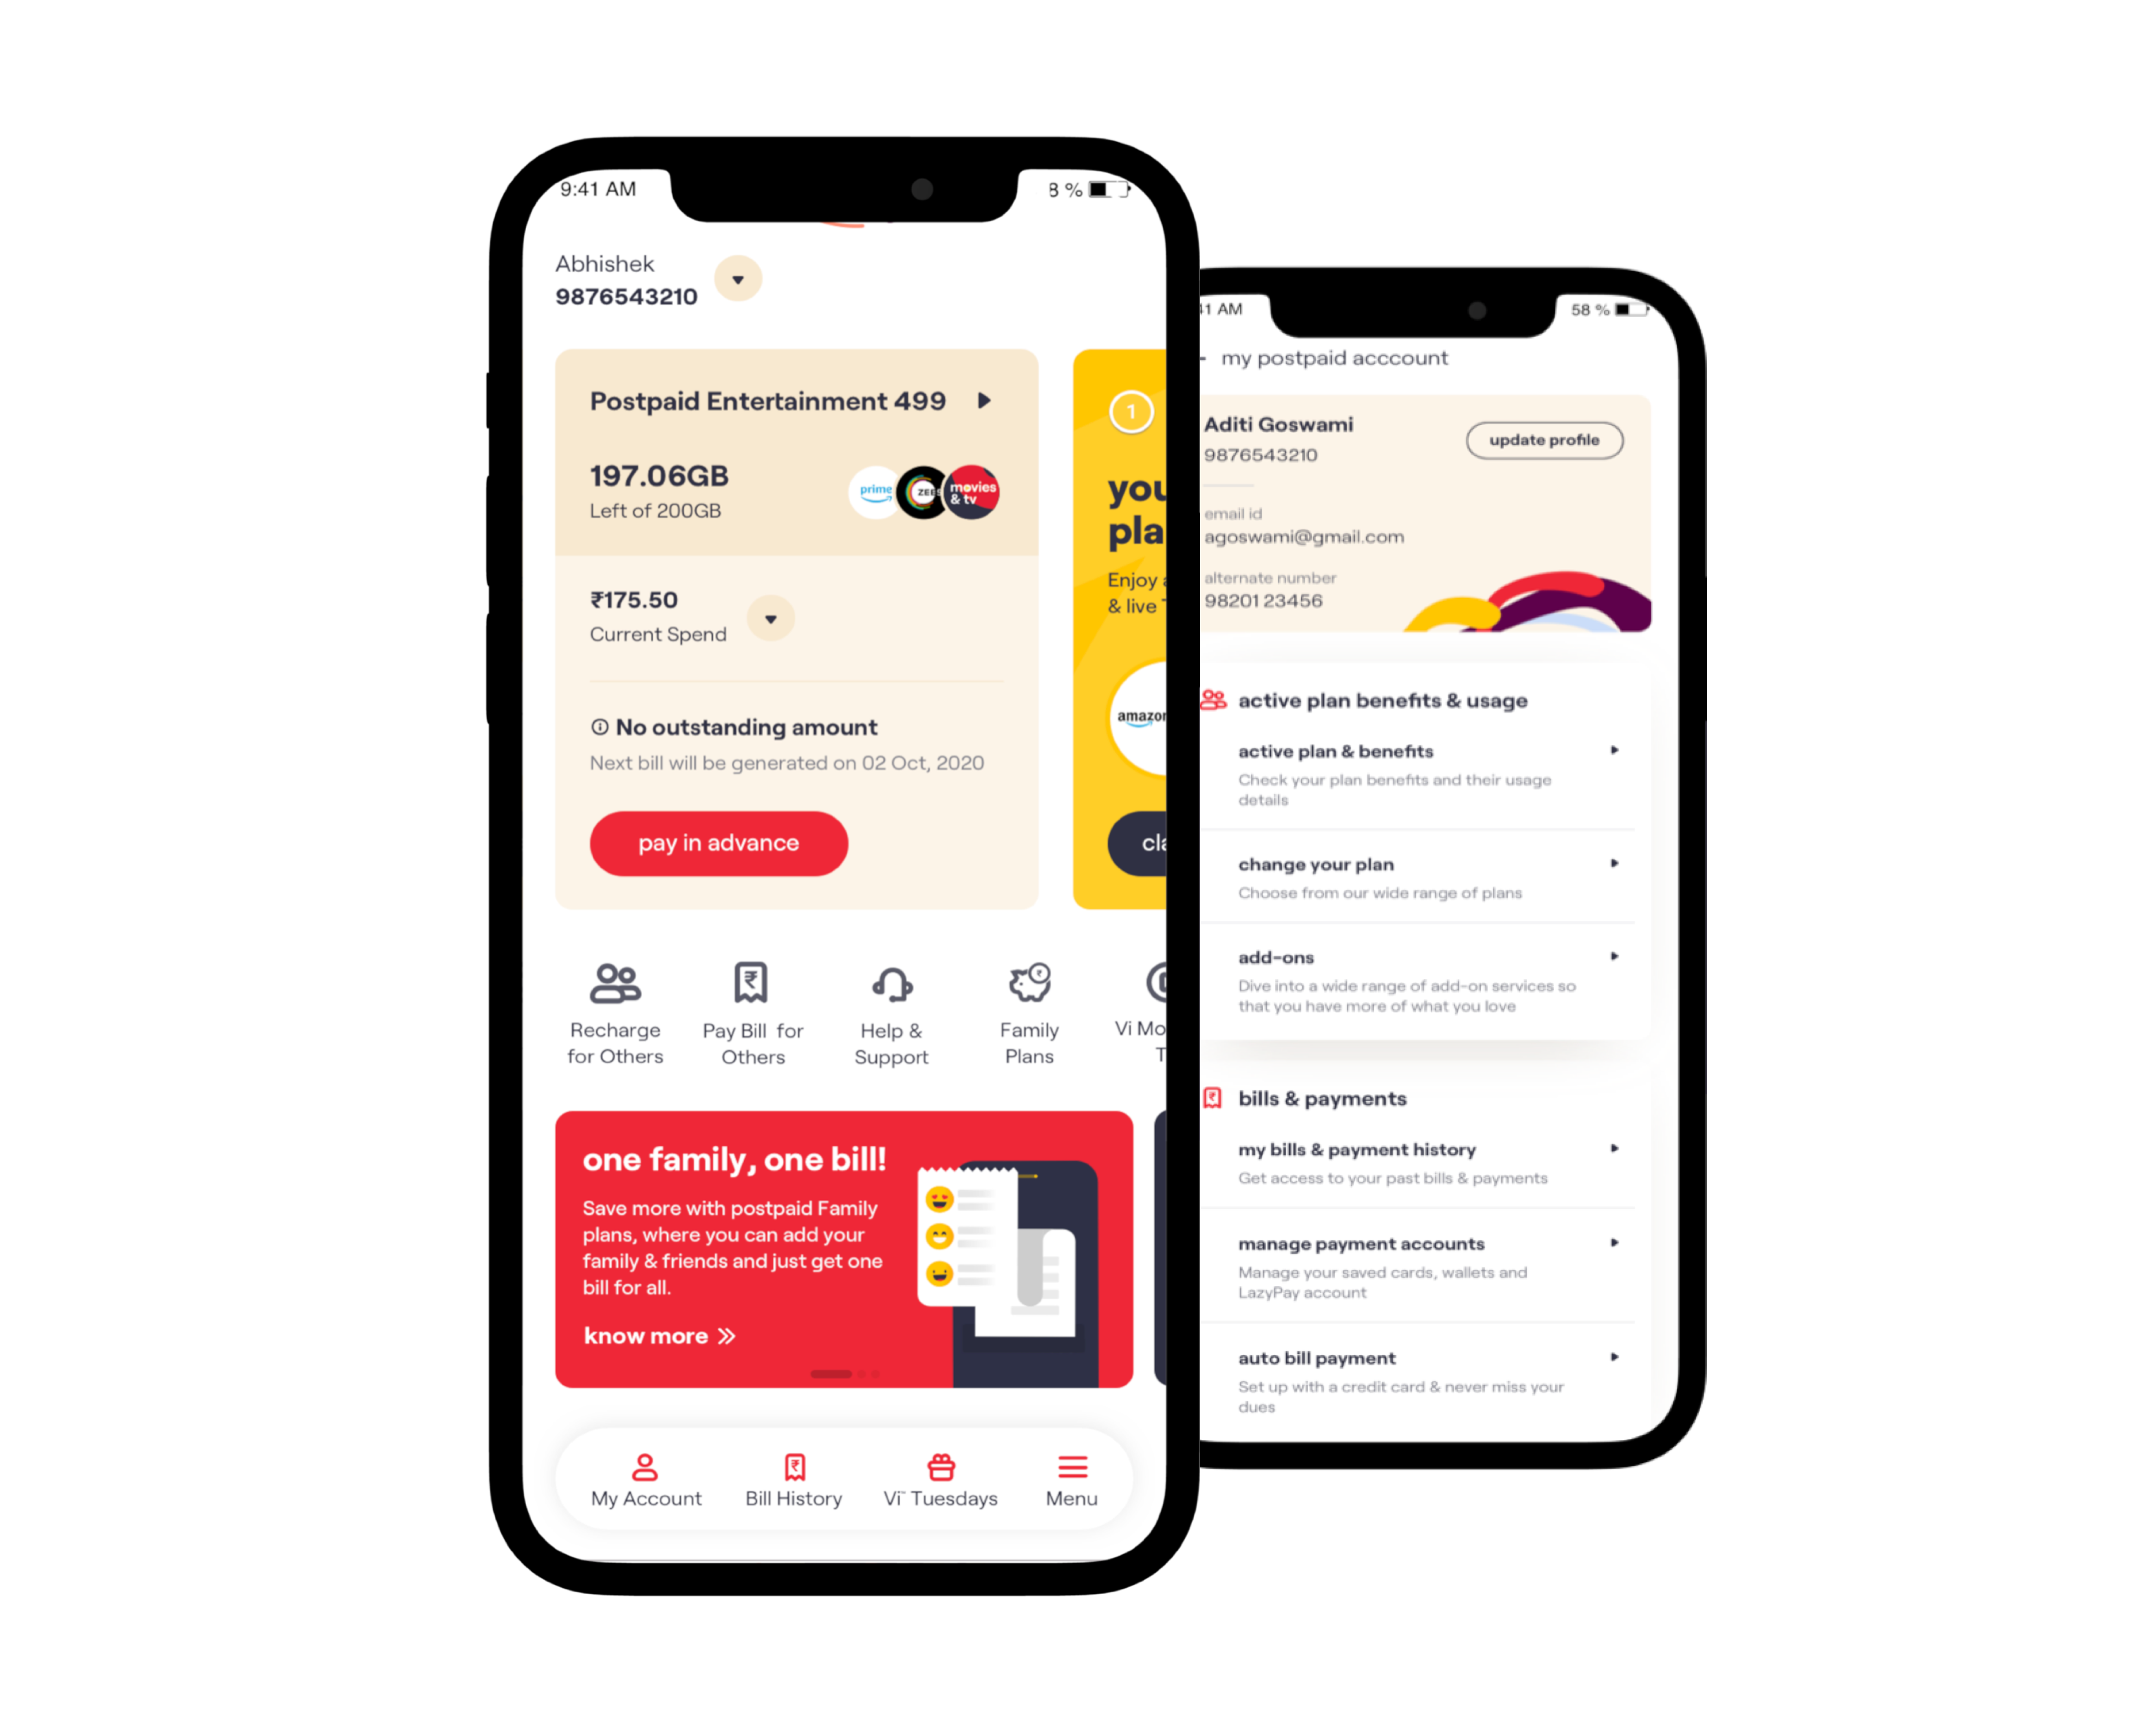 9:41 AM
8 %
Abhishek
9876543210
Postpaid Entertainment 499
197.06GB
Left of 200GB
prime
ZEE
movies
& tv
₹175.50
Current Spend
No outstanding amount
Next bill will be generated on 02 Oct, 2020
pay in advance
1
you
pla
Enjoy
& live
amazon
cla
Recharge
for Others
Pay Bill for
Others
Help &
Support
Family
Plans
Vi Mo
T
one family, one bill!
Save more with postpaid Family
plans, where you can add your
family & friends and just get one
bill for all.
know more
My Account
Bill History
Vi™ Tuesdays
Menu
41 AM
58 %
my postpaid acccount
Aditi Goswami
9876543210
update profile
email id
agoswami@gmail.com
alternate number
98201 23456
active plan benefits & usage
active plan & benefits
Check your plan benefits and their usage
details
change your plan
Choose from our wide range of plans
add-ons
Dive into a wide range of add-on services so
that you have more of what you love
bills & payments
my bills & payment history
Get access to your past bills & payments
manage payment accounts
Manage your saved cards, wallets and
LazyPay account
auto bill payment
Set up with a credit card & never miss your
dues